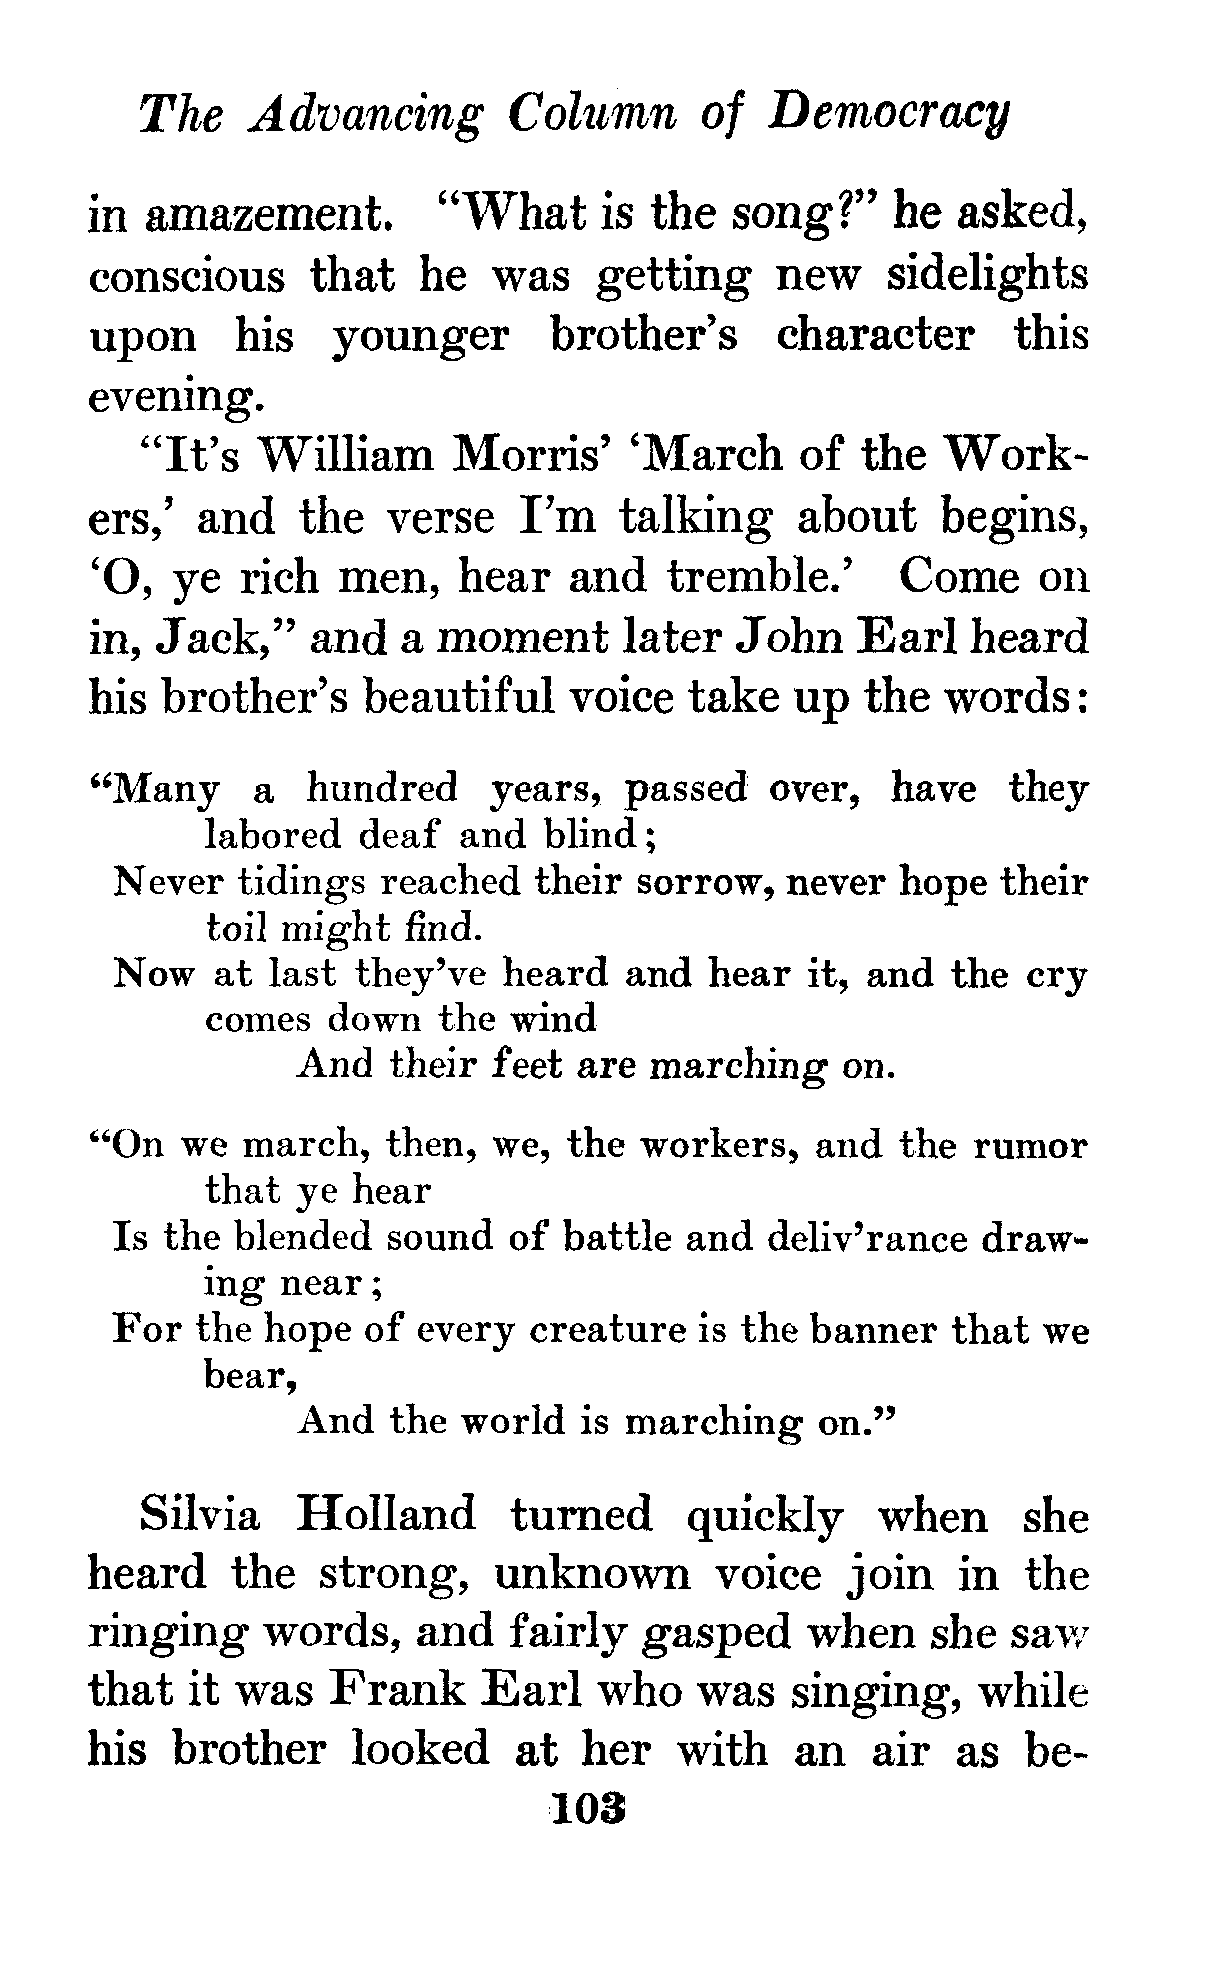 The Advancing Column of Democracy
in amazement. “What is the song?” he asked,
conscious that he was getting new sidelights
upon his younger brother’s character this
evening.
“It’s William Morris’ ‘March of the Work-
ers,’ and the verse I’m talking about begins,
‘O, ye rich men, hear and tremble.’ Come on
in, Jack,” and a moment later John Earl heard
his brother’s beautiful voice take up the words:
“Many a hundred years, passed over, have they
labored deaf and blind;
Never tidings reached their sorrow, never hope their
toil might find.
Now at last they’ve heard and hear it, and the cry
comes down the wind
And their feet are marching on.
“On we march, then, we, the workers, and the rumor
that ye hear
Is the blended sound of battle and deliv’rance draw-
ing near;
For the hope of every creature is the banner that we
bear,
And the world is marching on.”
Silvia Holland turned quickly when she
heard the strong, unknown voice join in the
ringing words, and fairly gasped when she saw
that it was Frank Earl who was singing, while
his brother looked at her with an air as be-
103